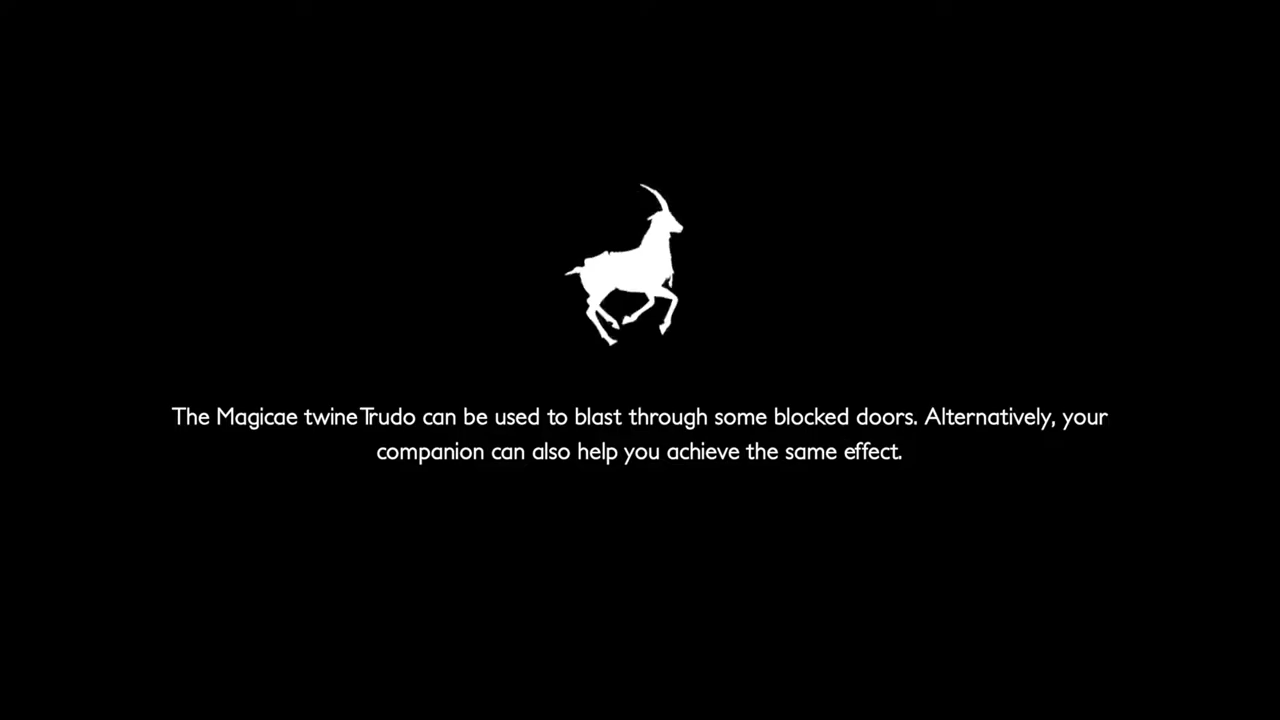 The Magicae twine Trudo can be used to blast through some blocked doors. Alternatively, your
companion can also help you achieve the same effect.